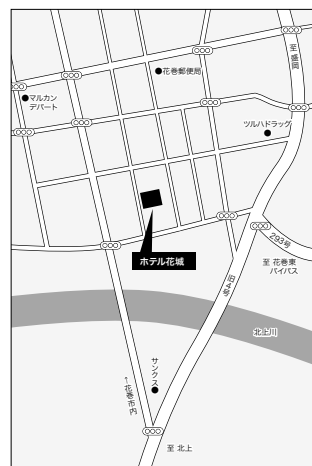 至 盛岡
花巻郵便局
マルカン
デパート
ツルハドラッグ
ホテル花城
293号
至 花巻東
バイパス
旧4号
北上川
サンクス
←花巻市内
至 北上